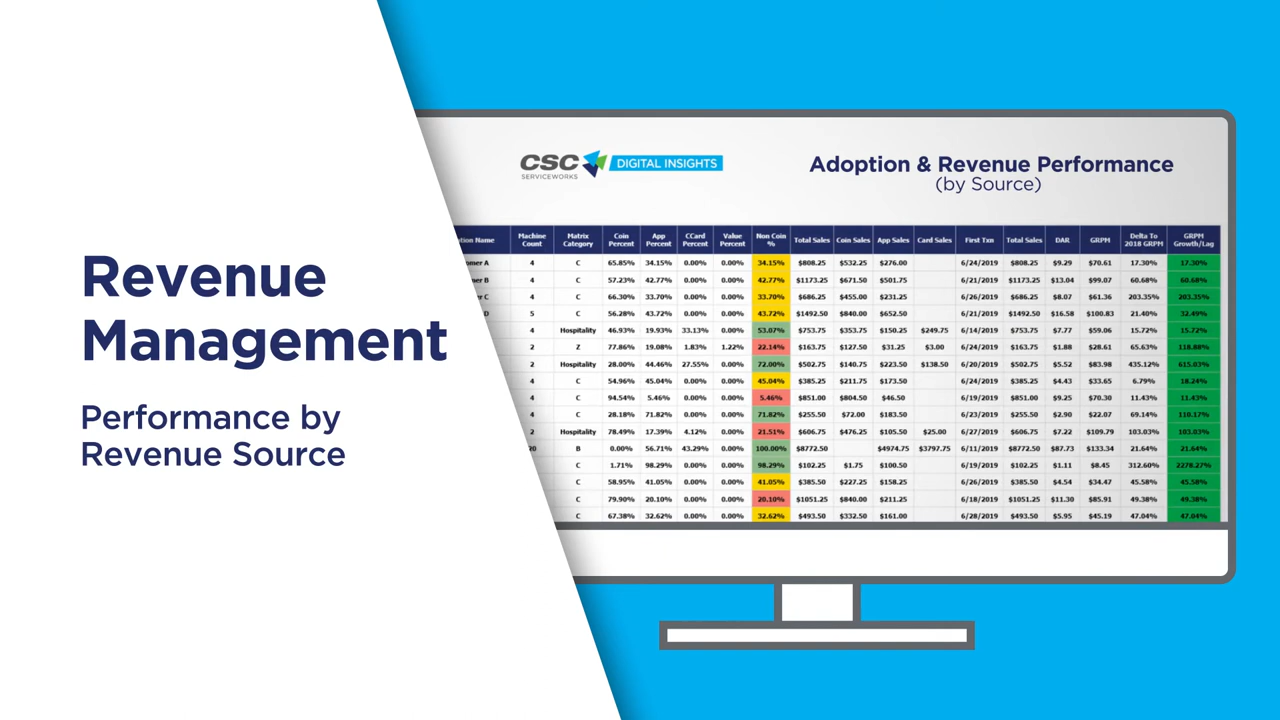 Revenue
Management
Performance by
Revenue Source
CSC
SERVICEWORKS
DIGITAL INSIGHTS
Adoption & Revenue Performance
(by Source)
Name Machine Count Matrix Category Coin Percent App Percent CCard Percent Value Percent Non Coin % Total Sales Coin Sales App Sales Card Sales First Txn Total Sales DAR GRPM Delta To 2018 GRPM GRPM Growth/Lag
A 4 C 65.85% 34.15% 0.00% 0.00% 34.15% $808.25 $532.25 $276.00 6/24/2019 $808.25 $9.29 $70.61 17.30% 17.30%
B 4 C 57.23% 42.77% 0.00% 0.00% 42.77% $1173.25 $671.50 $501.75 6/21/2019 $1173.25 $13.04 $99.07 60.68% 60.68%
C 4 C 66.30% 33.70% 0.00% 0.00% 33.70% $686.25 $455.00 $231.25 6/26/2019 $686.25 $8.07 $61.36 203.35% 203.35%
D 5 C 56.28% 43.72% 0.00% 0.00% 43.72% $1492.50 $840.00 $652.50 6/21/2019 $1492.50 $16.58 $100.83 21.40% 32.49%
4 Hospitality 46.93% 19.93% 33.13% 0.00% 53.07% $753.75 $353.75 $150.25 $249.75 6/14/2019 $753.75 $7.77 $59.06 15.72% 15.72%
2 Z 77.86% 19.08% 1.83% 1.22% 22.14% $163.75 $127.50 $31.25 $3.00 6/24/2019 $163.75 $1.88 $28.61 65.63% 118.88%
2 Hospitality 28.00% 44.46% 27.55% 0.00% 72.00% $502.75 $140.75 $223.50 $138.50 6/20/2019 $502.75 $5.52 $83.98 435.12% 615.03%
4 C 54.96% 45.04% 0.00% 0.00% 45.04% $385.25 $211.75 $173.50 6/24/2019 $385.25 $4.43 $33.65 6.79% 18.24%
4 C 94.54% 5.46% 0.00% 0.00% 5.46% $851.00 $804.50 $46.50 6/19/2019 $851.00 $9.25 $70.30 11.43% 11.43%
4 C 28.18% 71.82% 0.00% 0.00% 71.82% $255.50 $72.00 $183.50 6/23/2019 $255.50 $2.90 $22.07 69.14% 118.17%
2 Hospitality 78.49% 17.39% 4.12% 0.00% 21.51% $606.75 $476.25 $105.50 $25.00 6/27/2019 $606.75 $7.22 $109.79 103.03% 103.03%
20 B 0.00% 56.71% 43.29% 0.00% 100.00% $8772.50 $4974.75 $3797.75 6/11/2019 $8772.50 $87.73 $133.34 21.64% 21.64%
C 1.71% 98.29% 0.00% 0.00% 98.29% $102.25 $1.75 $100.50 6/19/2019 $102.25 $1.11 $8.45 312.60% 2278.27%
C 58.95% 41.05% 0.00% 0.00% 41.05% $385.50 $227.25 $158.25 6/26/2019 $385.50 $4.54 $34.47 45.58% 45.58%
C 79.90% 20.10% 0.00% 0.00% 20.10% $1051.25 $840.00 $211.25 6/18/2019 $1051.25 $11.30 $85.91 49.38% 49.38%
C 67.38% 32.62% 0.00% 0.00% 32.62% $493.50 $332.50 $161.00 6/28/2019 $493.50 $5.95 $45.19 47.04% 47.04%